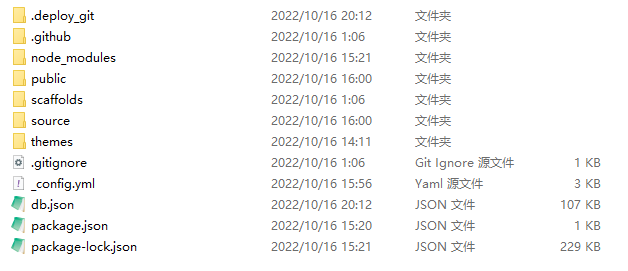 .deploy_git 2022/10/16 20:12 文件夹
.github 2022/10/16 1:06 文件夹
node_modules 2022/10/16 15:21 文件夹
public 2022/10/16 16:00 文件夹
scaffolds 2022/10/16 1:06 文件夹
source 2022/10/16 16:00 文件夹
themes 2022/10/16 14:11 文件夹
.gitignore 2022/10/16 1:06 Git Ignore 源文件 1 KB
_config.yml 2022/10/16 15:56 Yaml 源文件 3 KB
db.json 2022/10/16 20:12 JSON 文件 107 KB
package.json 2022/10/16 15:20 JSON 文件 1 KB
package-lock.json 2022/10/16 15:21 JSON 文件 229 KB